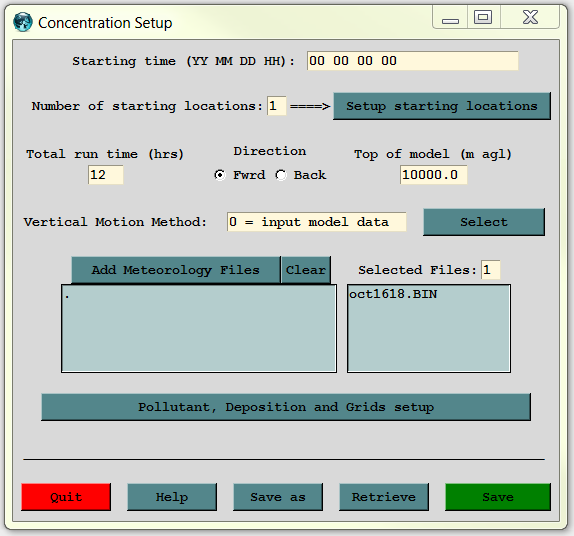 Concentration Setup
Starting time (YY MM DD HH): 00 00 00 00
Number of starting locations: 1 ====> Setup starting locations
Total run time (hrs) Direction Top of model (m agl)
12 Fwrd Back 10000.0
Vertical Motion Method: 0 = input model data Select
Add Meteorology Files Clear Selected Files: 1
. oct1618.BIN
Pollutant, Deposition and Grids setup
Quit Help Save as Retrieve Save